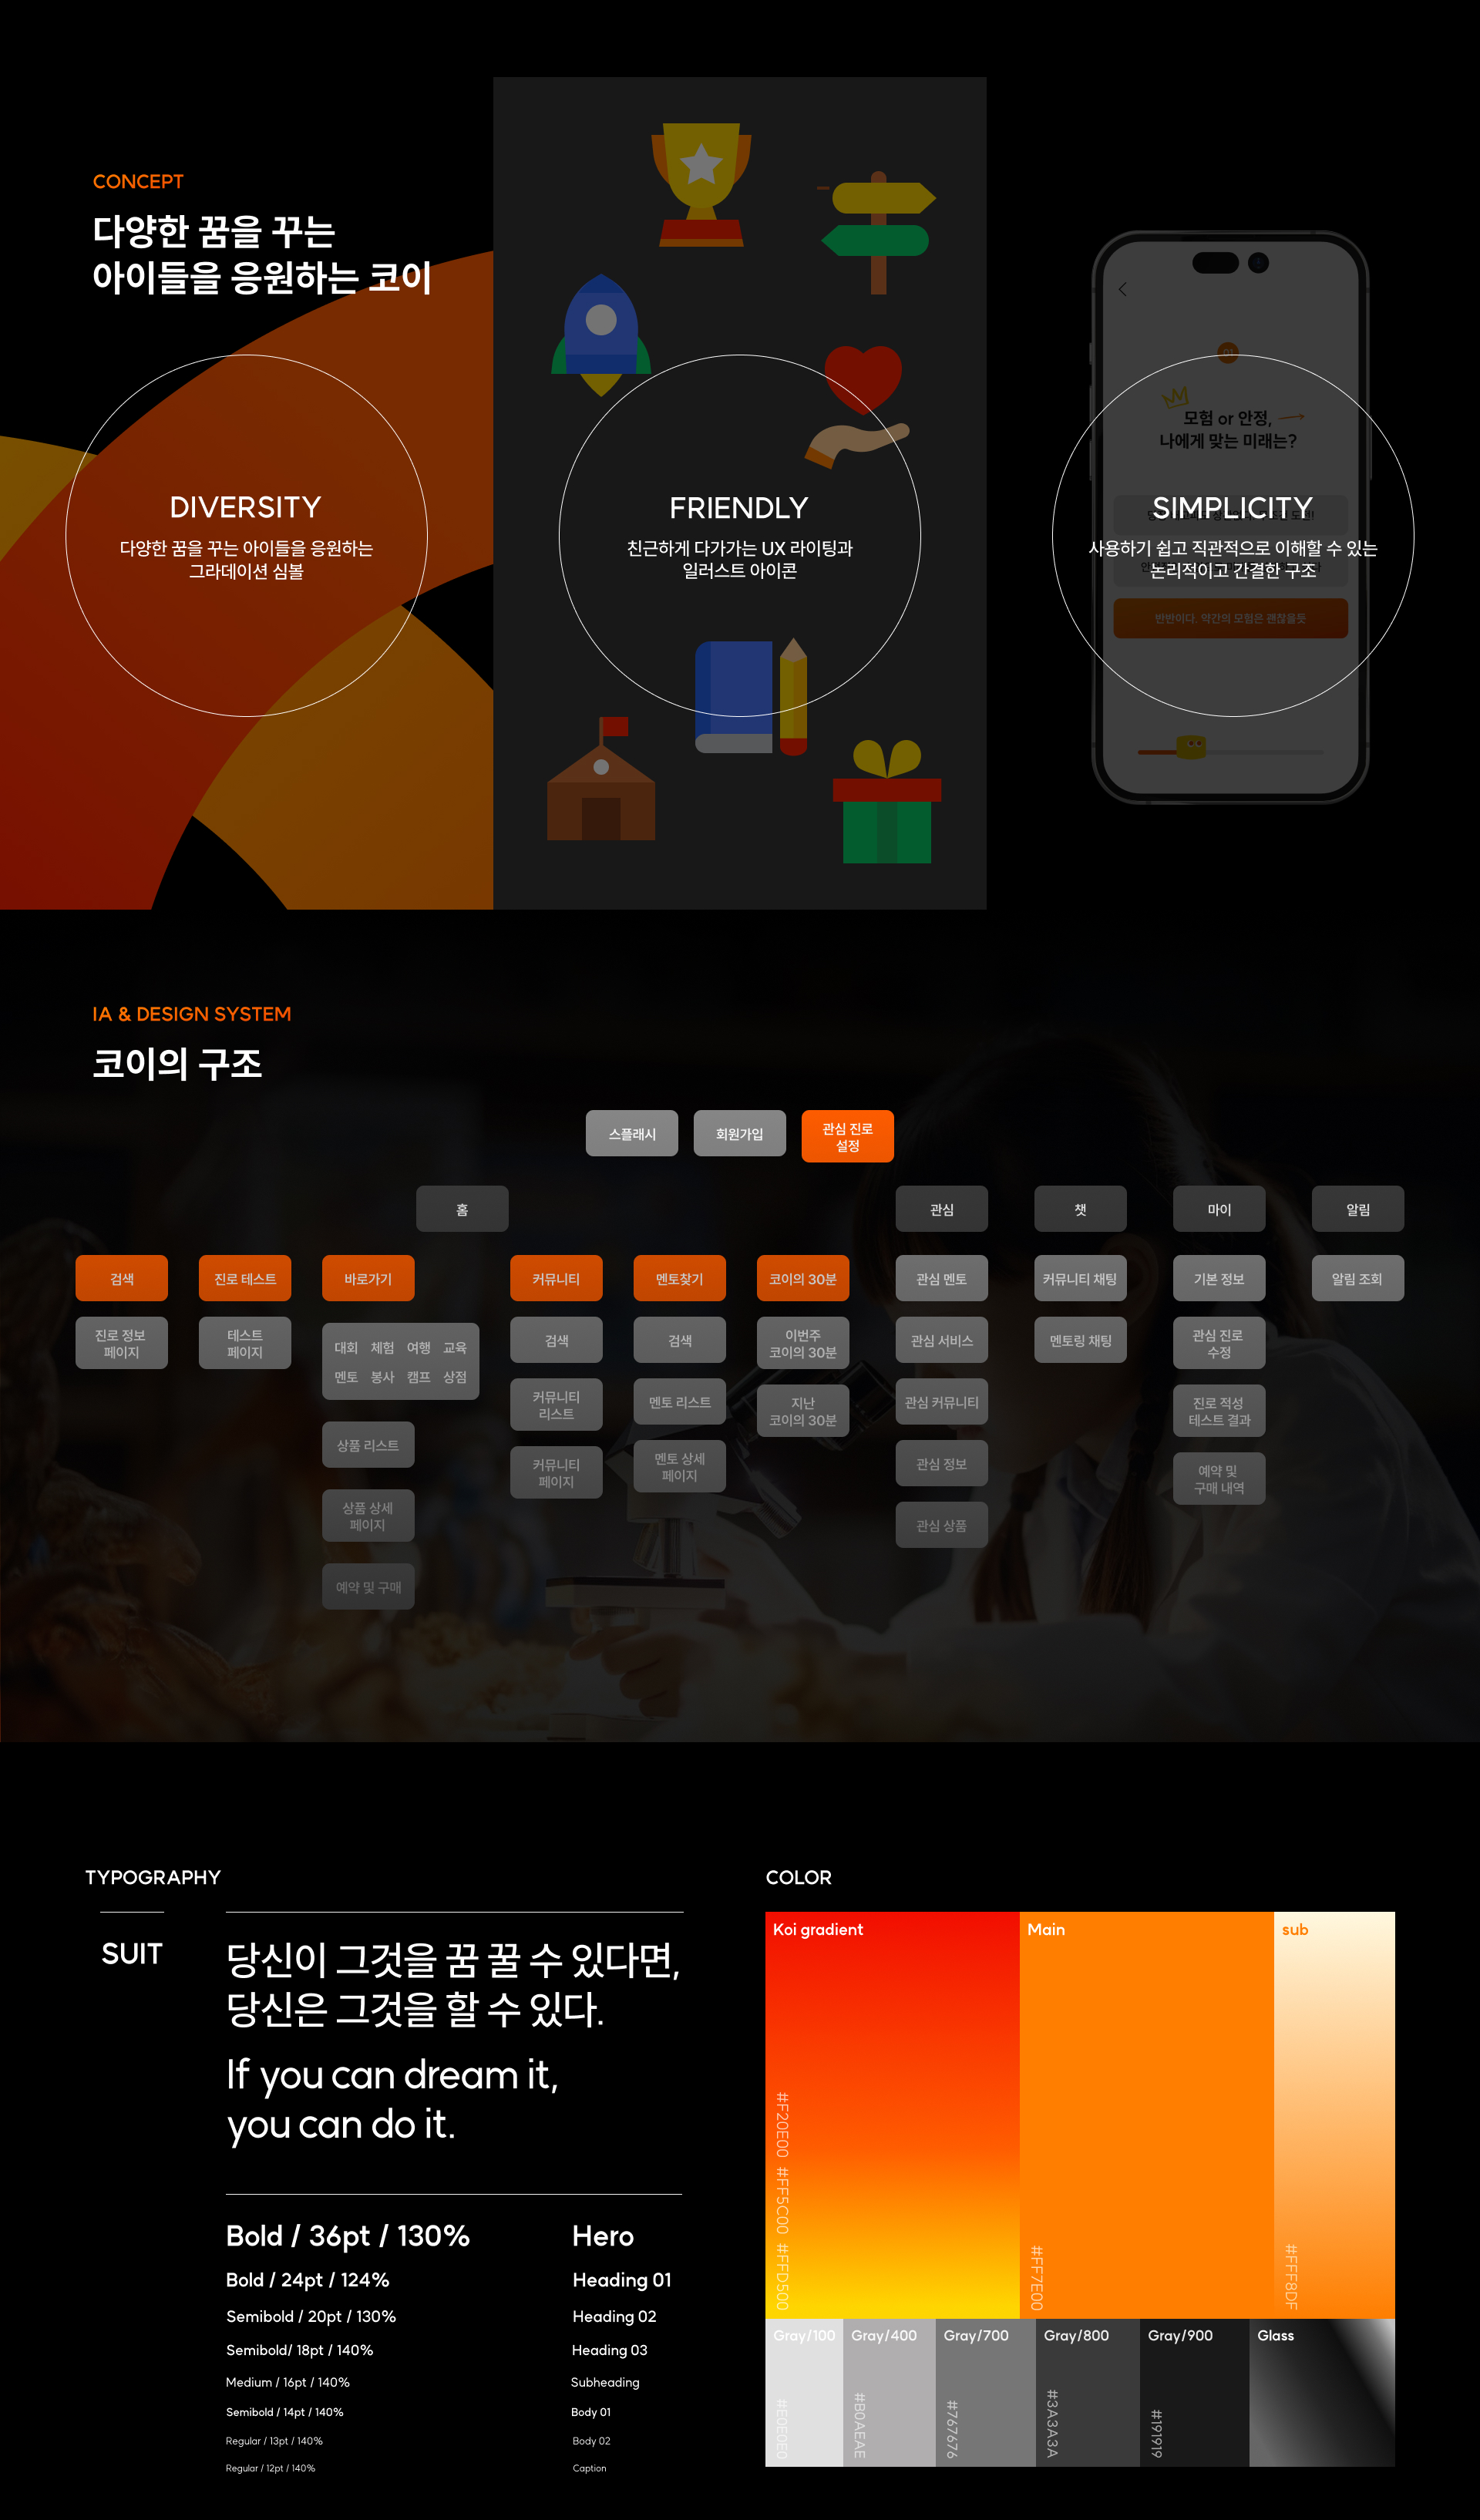 CONCEPT
다양한 꿈을 꾸는
아이들을 응원하는 코이
DIVERSITY
다양한 꿈을 꾸는 아이들을 응원하는
그라데이션 심볼
FRIENDLY
친근하게 다가가는 UX 라이팅과
일러스트 아이콘
01
모험 or 안정,
나에게 맞는 미래는?
SIMPLICITY
사용하기 쉽고 직관적으로 이해할 수 있는
논리적이고 간결한 구조
반반이다. 약간의 모험은 괜찮을듯
IA & DESIGN SYSTEM
코이의 구조
스플래시
회원가입
관심 진로
설정
홈
관심
챗
마이
알림
검색
진로 정보
페이지
진로 테스트
테스트
페이지
바로가기
대회 체험 여행 교육
멘토 봉사 캠프 상점
상품 리스트
상품 상세
페이지
예약 및 구매
커뮤니티
검색
커뮤니티
리스트
커뮤니티
페이지
멘토찾기
검색
멘토 리스트
멘토 상세
페이지
코이의 30분
이번주
코이의 30분
지난
코이의 30분
관심 멘토
관심 서비스
관심 커뮤니티
관심 정보
관심 상품
커뮤니티 채팅
멘토링 채팅
기본 정보
관심 진로
수정
진로 적성
테스트 결과
예약 및
구매 내역
알림 조회
TYPOGRAPHY
SUIT
당신이 그것을 꿈 꿀 수 있다면,
당신은 그것을 할 수 있다.
If you can dream it,
you can do it.
Bold / 36pt / 130% Hero
Bold / 24pt / 124% Heading 01
Semibold / 20pt / 130% Heading 02
Semibold/ 18pt / 140% Heading 03
Medium / 16pt / 140% Subheading
Semibold / 14pt / 140% Body 01
Regular / 13pt / 140% Body 02
Regular / 12pt / 140% Caption
COLOR
Koi gradient
#F20E00 #FF5C00 #FFD500
Main
#FF7E00
sub
#FFF8DF
Gray/100
#E0E0E0
Gray/400
#B0AEAE
Gray/700
#767676
Gray/800
#3A3A3A
Gray/900
#191919
Glass